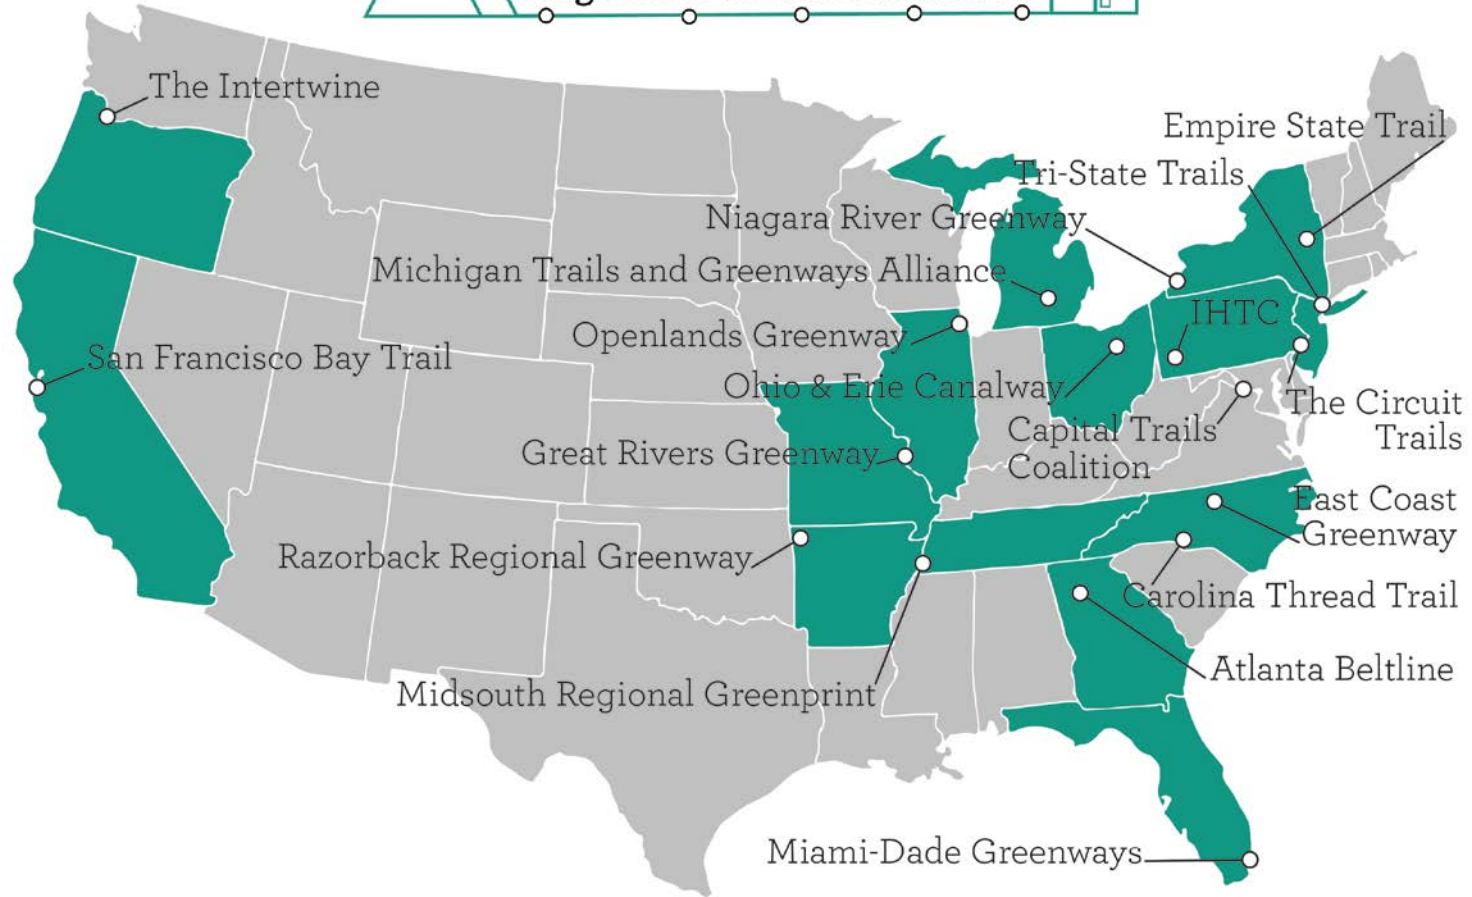 The Intertwine
Empire State Trail
Tri-State Trails
Niagara River Greenway
Michigan Trails and Greenways Alliance
IHTC
Openlands Greenway
San Francisco Bay Trail
Ohio & Erie Canalway
The Circuit
Trails
Capital Trails
Coalition
Great Rivers Greenway
East Coast
Greenway
Razorback Regional Greenway
Carolina Thread Trail
Atlanta Beltline
Midsouth Regional Greenprint
Miami-Dade Greenways